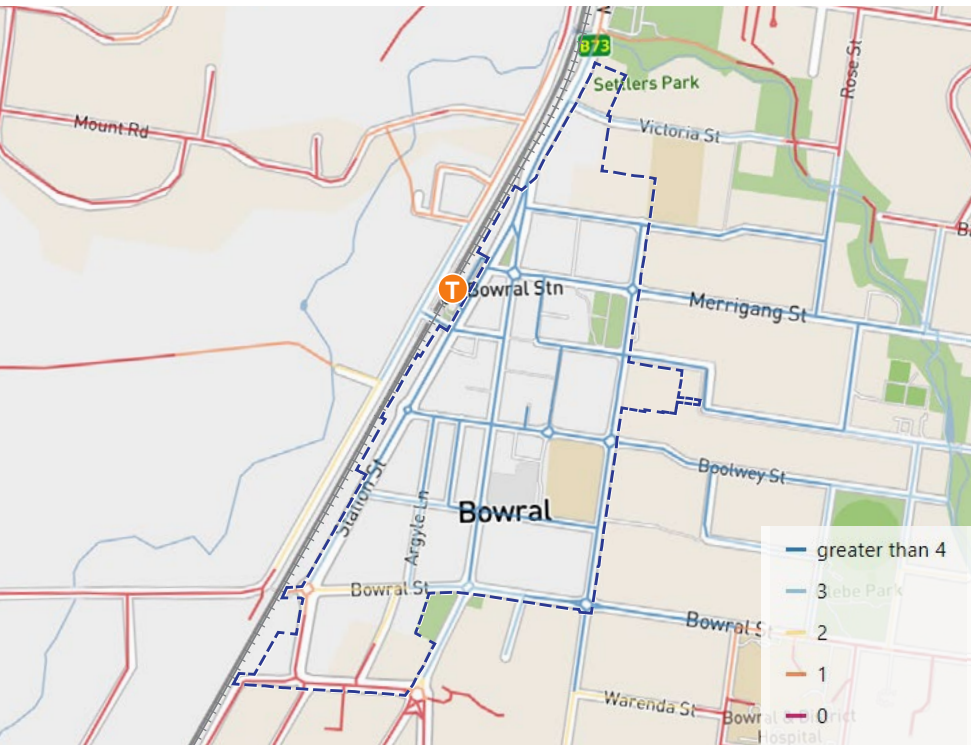 B73
Settlers Park
Rose St
Victoria St
Mount Rd
T
Bowral Stn
Merrigang St
Boolwey St
Station St
Argyle Ln
Bowral
greater than 4
3
Glebe Park
Bowral St
Bowral St
2
1
Warenda St
0
Bowral & District
Hospital